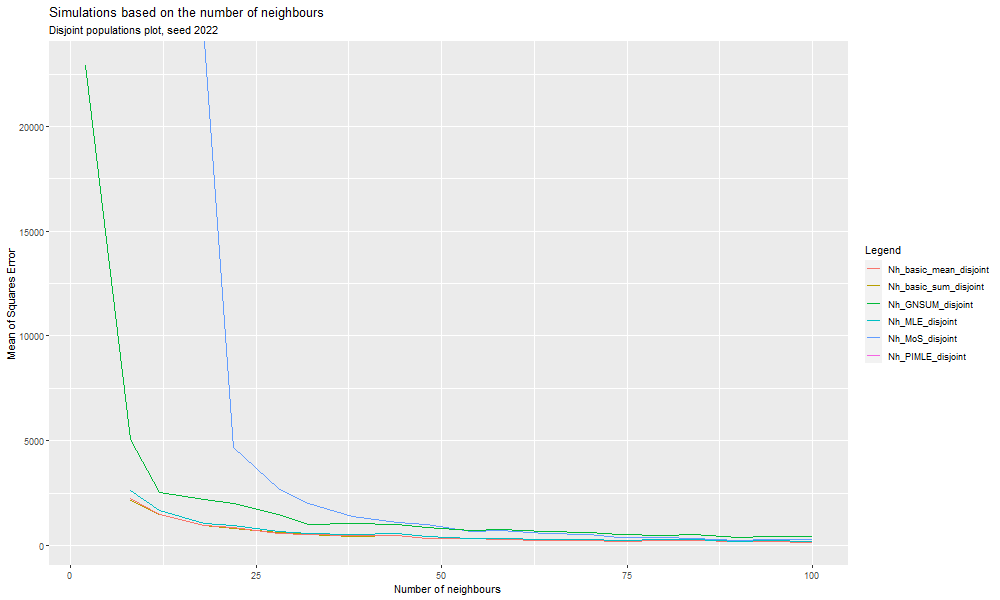 Simulations based on the number of neighbours
Disjoint populations plot, seed 2022
Mean of Squares Error
20000
15000
10000
5000
0
0
25
50
75
100
Number of neighbours
Legend
Nh_basic_mean_disjoint
Nh_basic_sum_disjoint
Nh_GNSUM_disjoint
Nh_MLE_disjoint
Nh_MoS_disjoint
Nh_PIMLE_disjoint